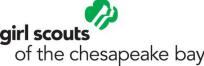 girl scouts
of the chesapeake bay